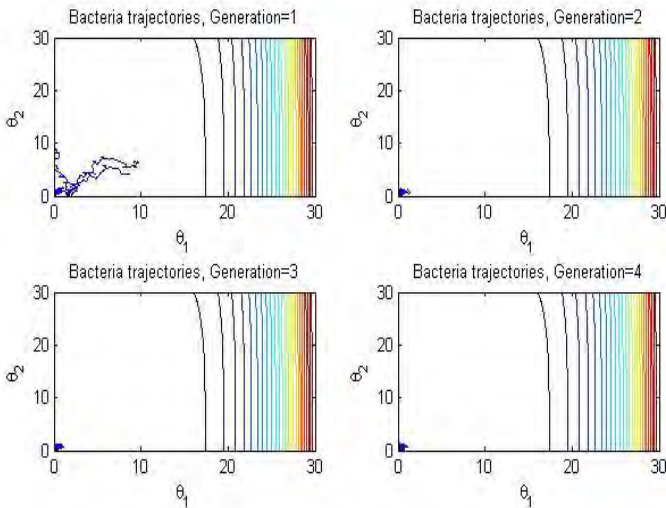 Bacteria trajectories, Generation=1
30
20
10
0
θ2
0
10
20
30
θ1
Bacteria trajectories, Generation=2
30
20
10
0
θ2
0
10
20
30
θ1
Bacteria trajectories, Generation=3
30
20
10
0
θ2
0
10
20
30
θ1
Bacteria trajectories, Generation=4
30
20
10
0
θ2
0
10
20
30
θ1